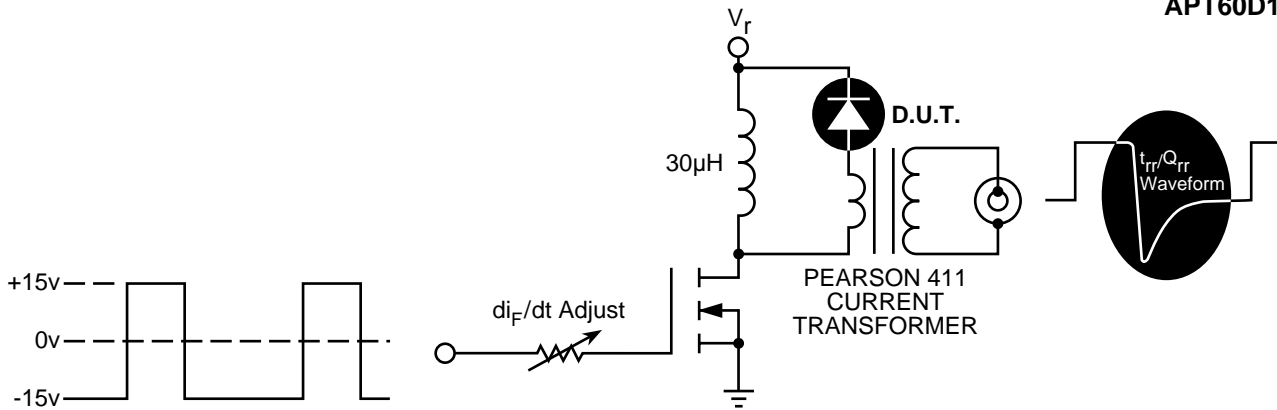 APT60D1
Vr
D.U.T.
30µH
trr/Qrr
Waveform
PEARSON 411
CURRENT
TRANSFORMER
+15v
0v
-15v
diF/dt Adjust